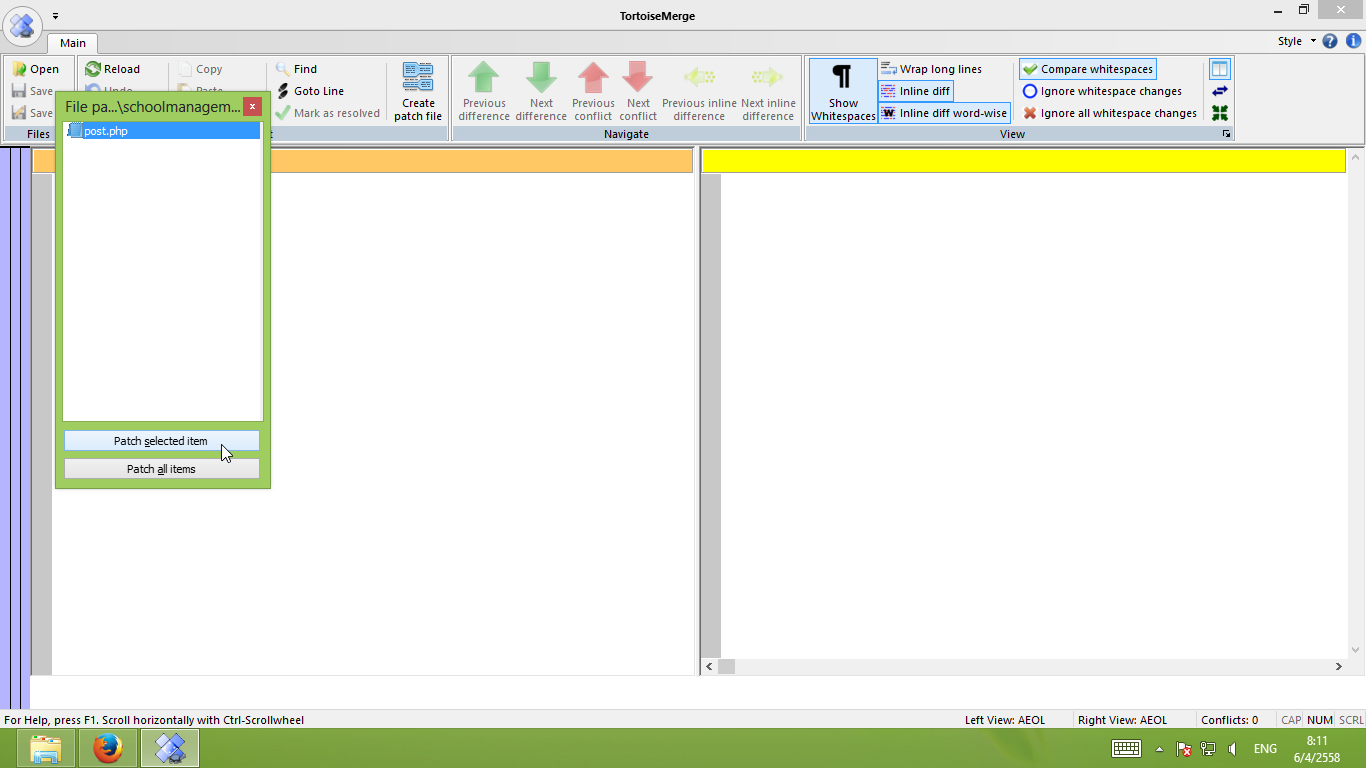 TortoiseMerge
Main
Style
Open
Reload
Copy
Find
Save
Goto Line
Save
Mark as resolved
Create
patch file
Files
Previous
difference
Next
difference
Previous
conflict
Next
conflict
Previous inline
difference
Next inline
difference
Navigate
Show
Whitespaces
Wrap long lines
Inline diff
Inline diff word-wise
Compare whitespaces
Ignore whitespace changes
Ignore all whitespace changes
View
File pa...\schoolmanagem...
post.php
Patch selected item
Patch all items
For Help, press F1. Scroll horizontally with Ctrl-Scrollwheel
Left View: AEOL
Right View: AEOL
Conflicts: 0
CAP
NUM
SCRL
ENG
8:11
6/4/2558